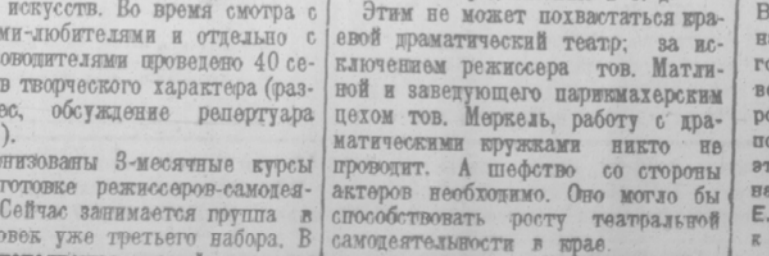 искусств. Во время смотра с
ми-любителями и отдельно с
оводителями проведено 40 се-
в творческого характера (раз-
ес, обсуждение репертуара
).
низованы 3-месячные курсы
готовке режиссеров-самодея-
Сейчас занимается группа в
овек уже третьего набора. В
Этим не может похвастаться кра-
евой драматический театр; за ис-
ключением режиссера тов. Матли-
ной и заведующего парикмахерским
цехом тов. Меркель, работу с дра-
матическими кружками никто не
проводит. А шефство со стороны
актеров необходимо. Оно могло бы
способствовать росту театральной
самодеятельности в крае.